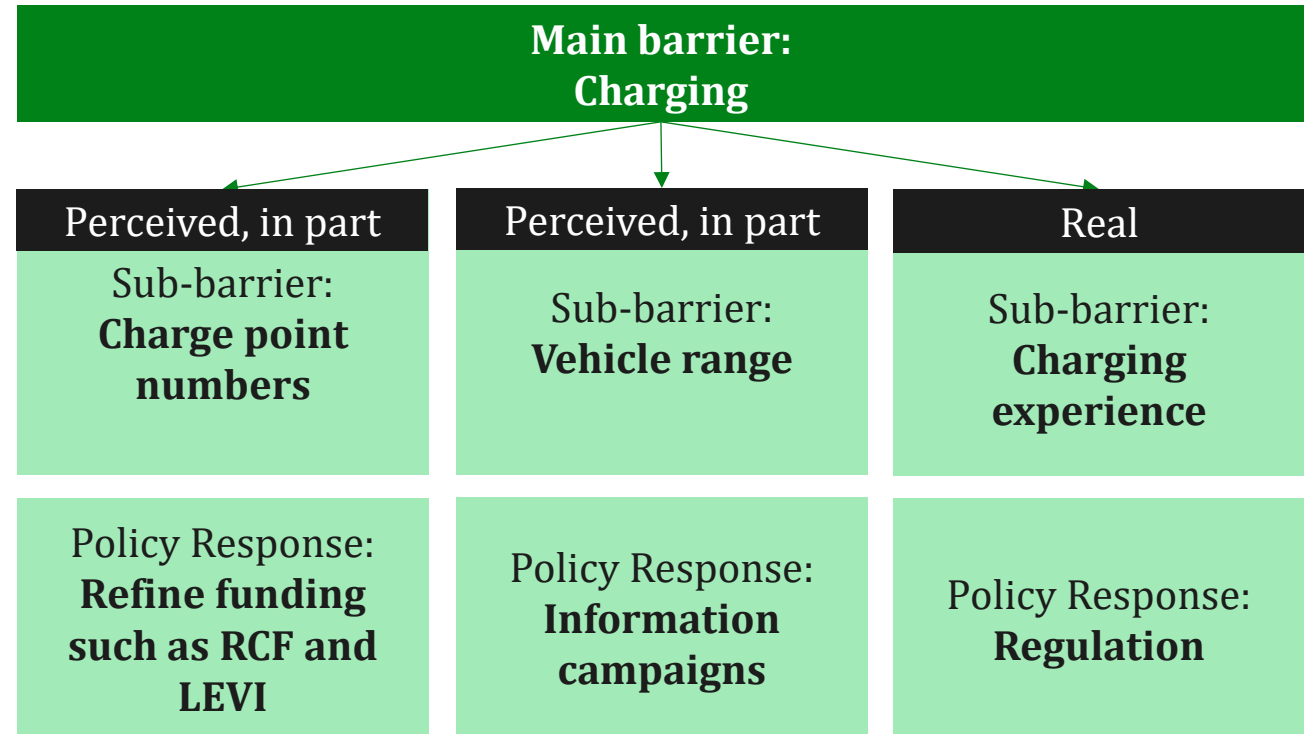 Main barrier:
Charging
Perceived, in part
Sub-barrier:
Charge point
numbers
Policy Response:
Refine funding
such as RCF and
LEVI
Perceived, in part
Sub-barrier:
Vehicle range
Policy Response:
Information
campaigns
Real
Sub-barrier:
Charging
experience
Policy Response:
Regulation